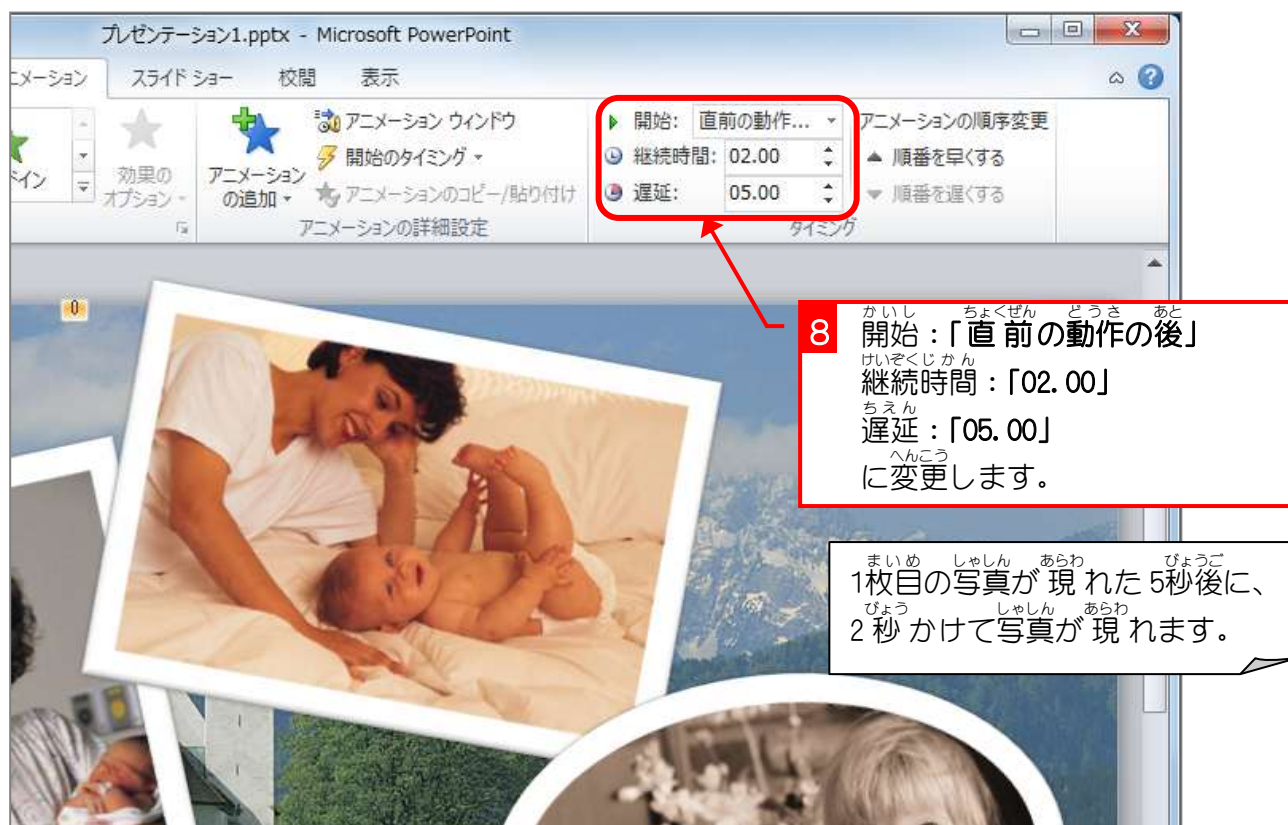 プレゼンテーション1.pptx - Microsoft PowerPoint
ニメーション スライド ショー 校閲 表示
イン
効果の
オプション
アニメーション
の追加
アニメーション ウィンドウ
開始のタイミング
アニメーションのコピー/貼り付け
アニメーションの詳細設定
開始: 直前の動作...
継続時間: 02.00
遅延: 05.00
アニメーションの順序変更
順番を早くする
順番を遅くする
タイミング
0
8
かいし ちょくぜん どうさ あと
開始：「直前の動作の後」
けいぞくじかん
継続時間：「02.00」
ちえん
遅延：「05.00」
へんこう
に変更します。
まいめ しゃしん あらわ びょうご
1枚目の写真が現れた5秒後に、
びょう しゃしん あらわ
2秒かけて写真が現れます。